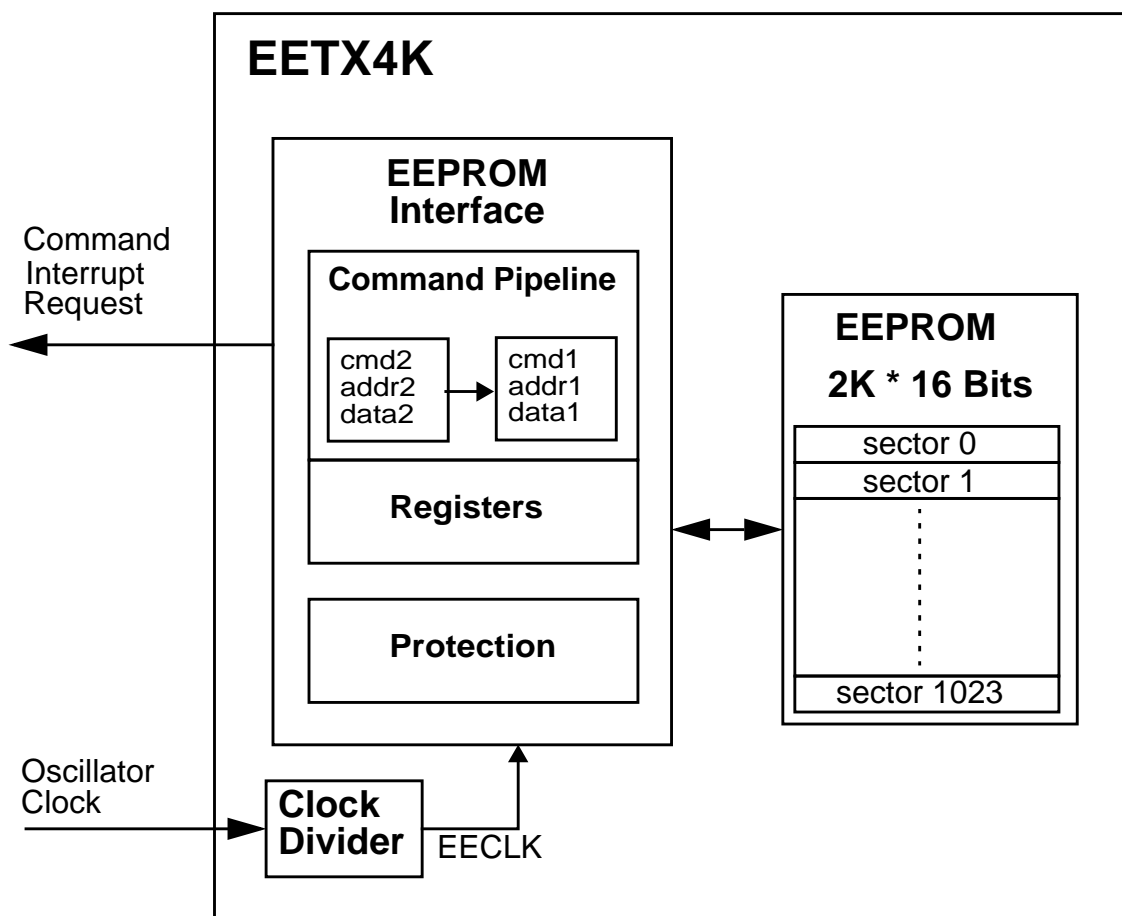 EETX4K
EEPROM
Interface
Command
Interrupt
Request
Command Pipeline
cmd2
addr2
data2
cmd1
addr1
data1
Registers
Protection
EEPROM
2K * 16 Bits
sector 0
sector 1
sector 1023
Oscillator
Clock
Clock
Divider
EECLK